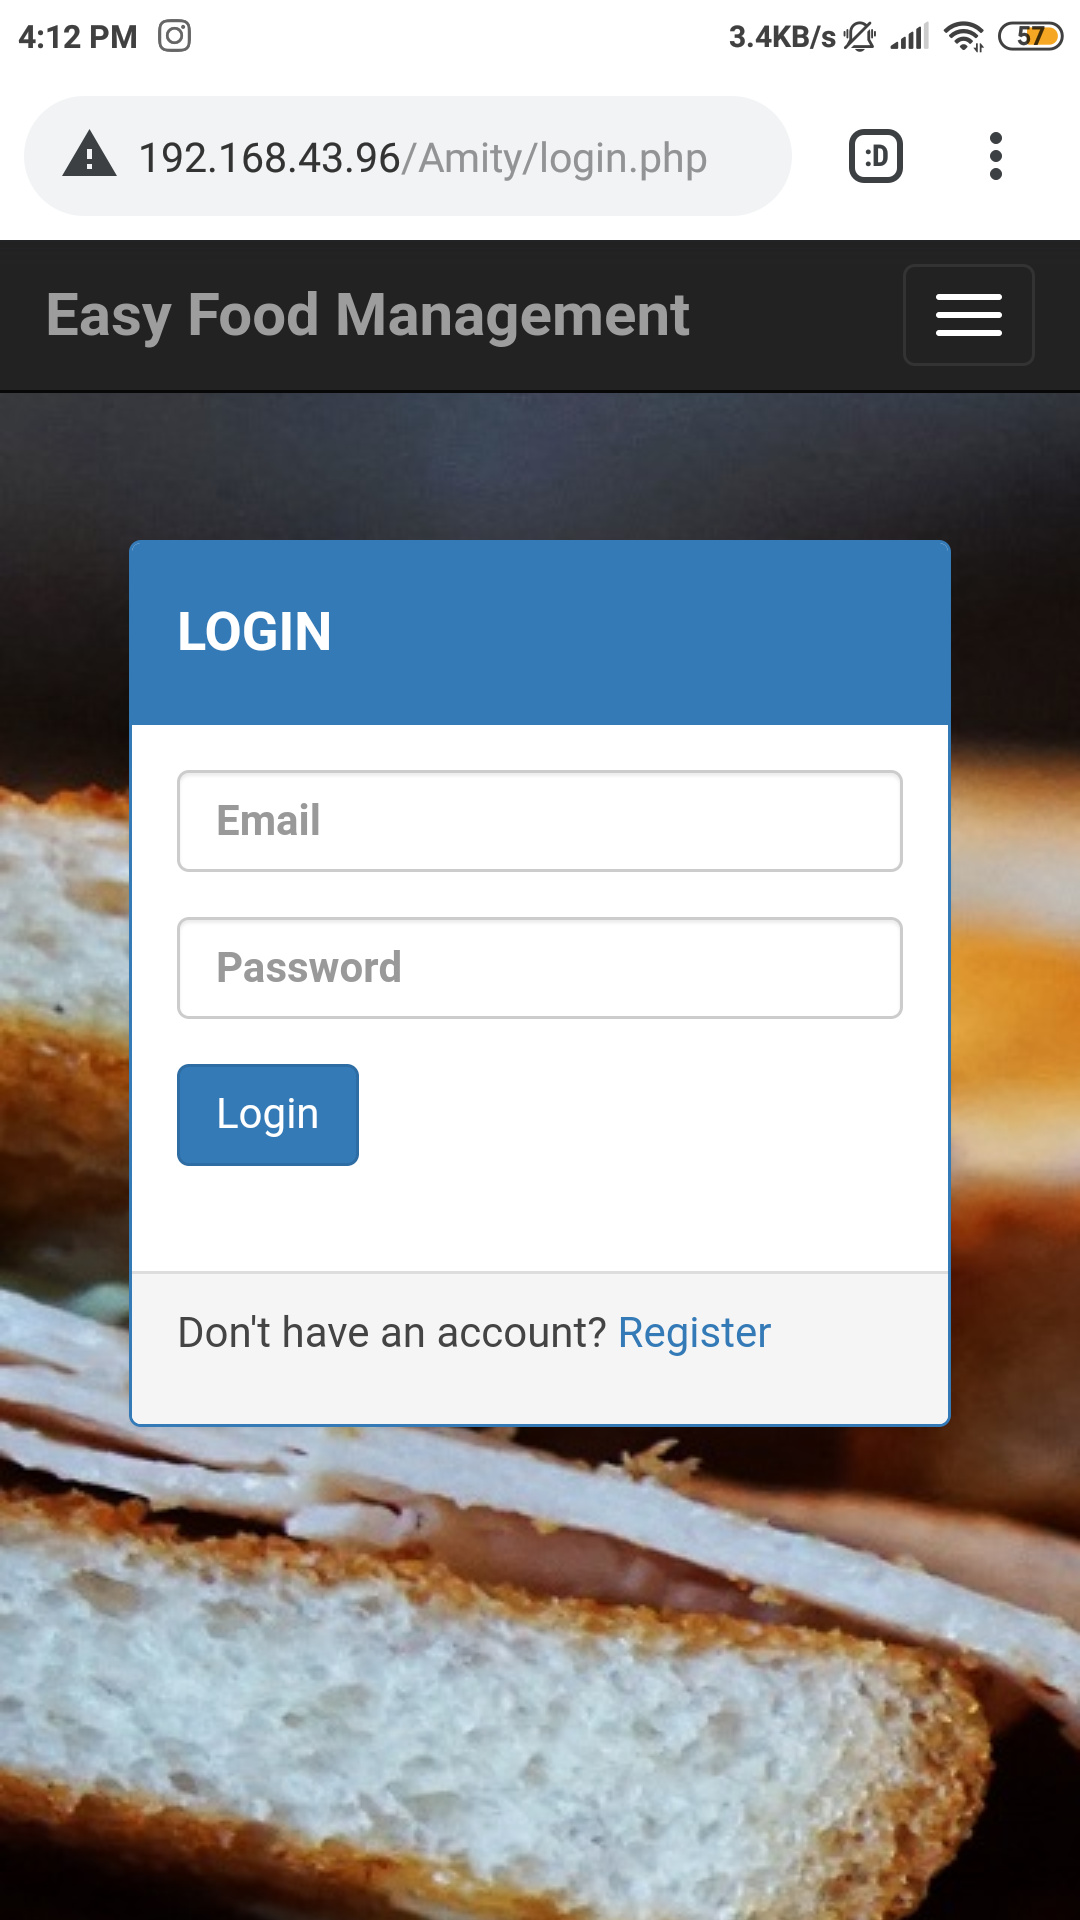 4:12 PM 3.4KB/s 57
192.168.43.96/Amity/login.php :D
Easy Food Management
LOGIN
Email
Password
Login
Don't have an account? Register